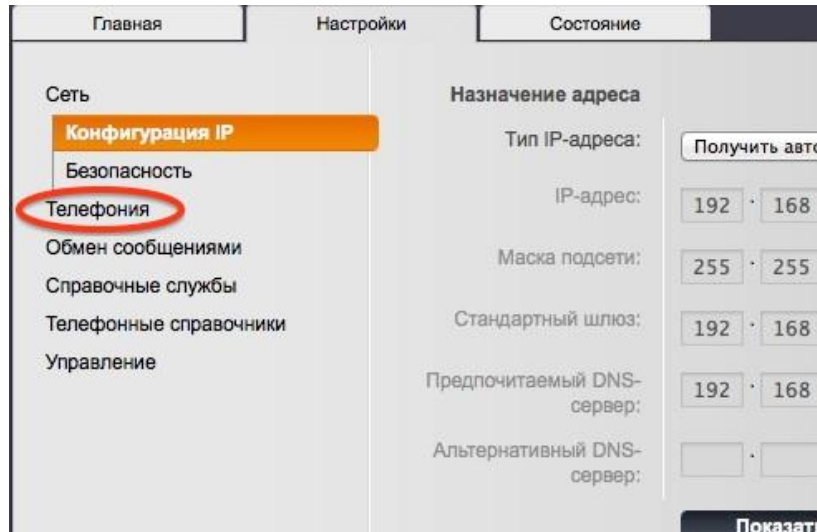 Главная Настройки Состояние
Сеть
Конфигурация IP
Безопасность
Телефония
Обмен сообщениями
Справочные службы
Телефонные справочники
Управление
Назначение адреса
Тип IP-адреса: Получить
IP-адрес: 192 · 168
Маска подсети: 255 · 255
Стандартный шлюз: 192 · 168
Предпочитаемый DNS-
сервер: 192 · 168
Альтернативный DNS-
сервер: ·